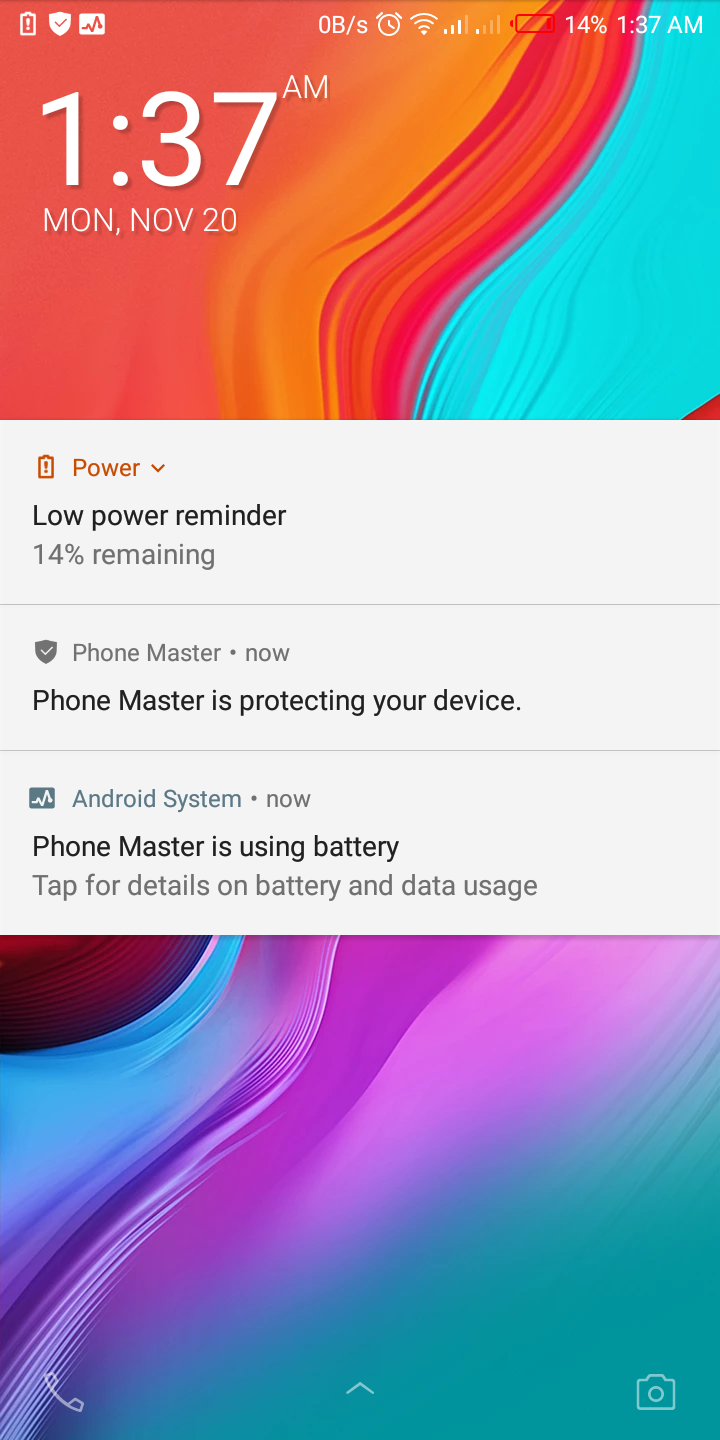 0B/s 14% 1:37 AM
1:37 AM
MON, NOV 20
Power
Low power reminder
14% remaining
Phone Master • now
Phone Master is protecting your device.
Android System • now
Phone Master is using battery
Tap for details on battery and data usage